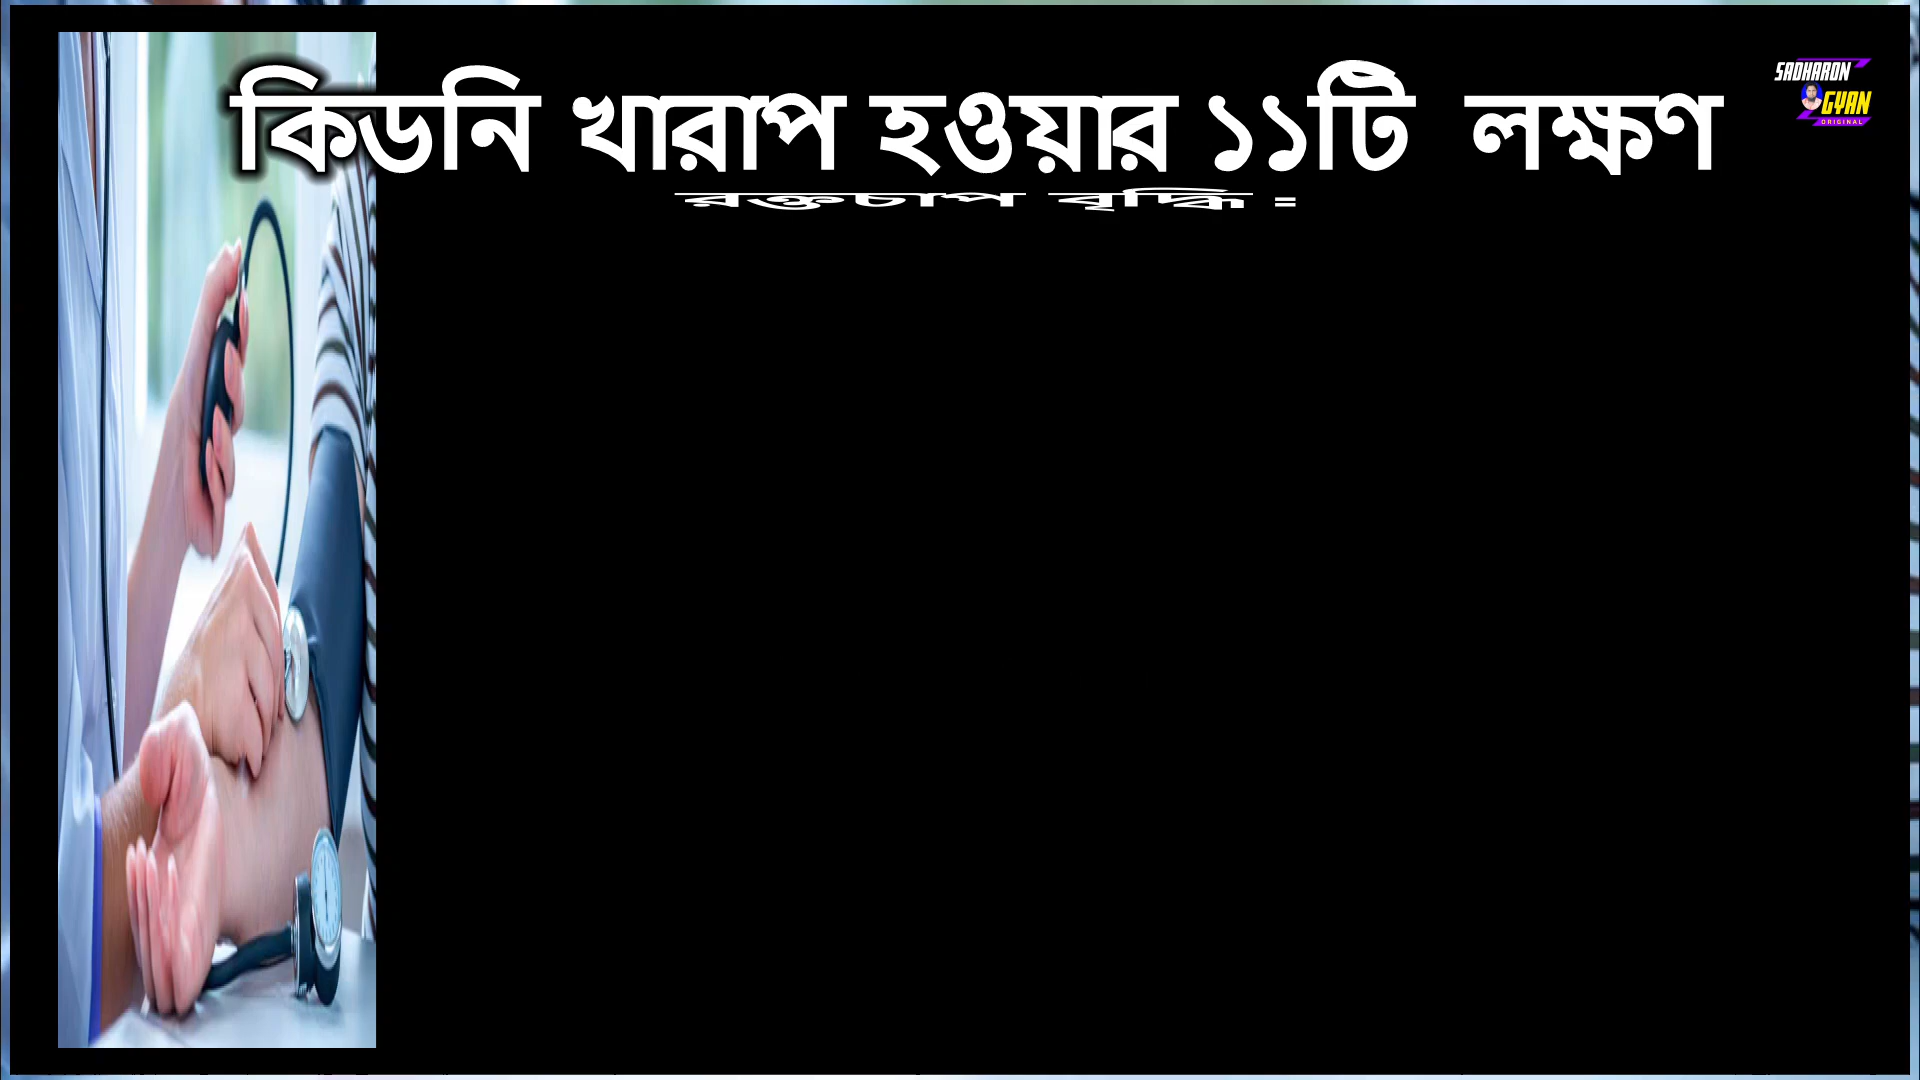 কিডনি খারাপ হওয়ার ১১টি লক্ষণ
রক্তচাপ বৃদ্ধি :
SADHARON
GYAN
ORIGINAL